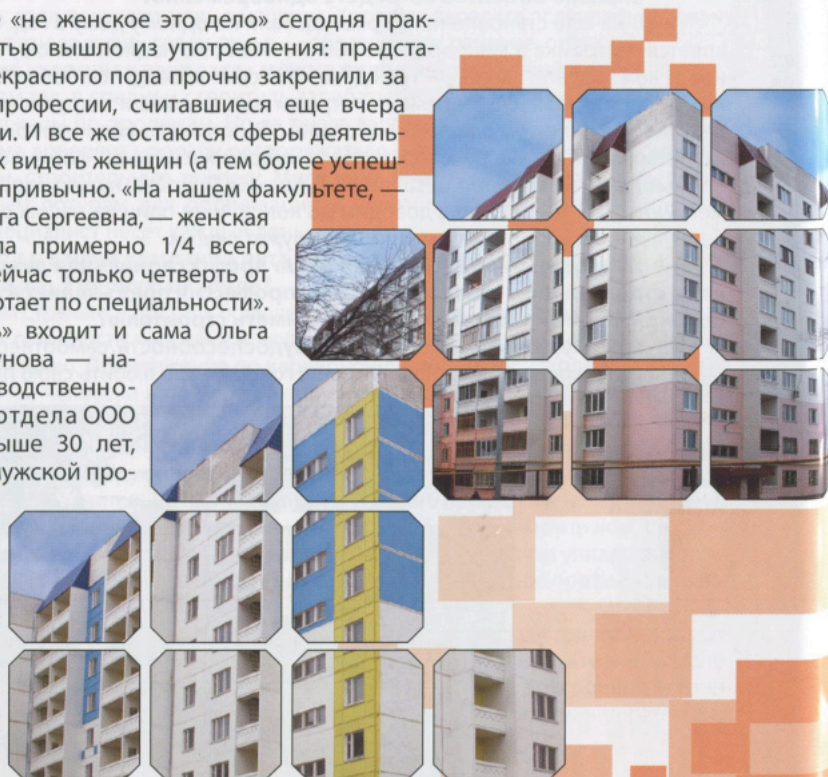 «не женское это дело» сегодня прак-
тью вышло из употребления: предста-
екрасного пола прочно закрепили за
профессии, считавшиеся еще вчера
и. И все же остаются сферы деятель-
х видеть женщин (а тем более успеш-
привычно. «На нашем факультете, —
га Сергеевна, — женская
ла примерно 1/4 всего
ейчас только четверть от
отает по специальности».
» входит и сама Ольга
унова — на-
водственно-
отдела ООО
ыше 30 лет,
мужской про-